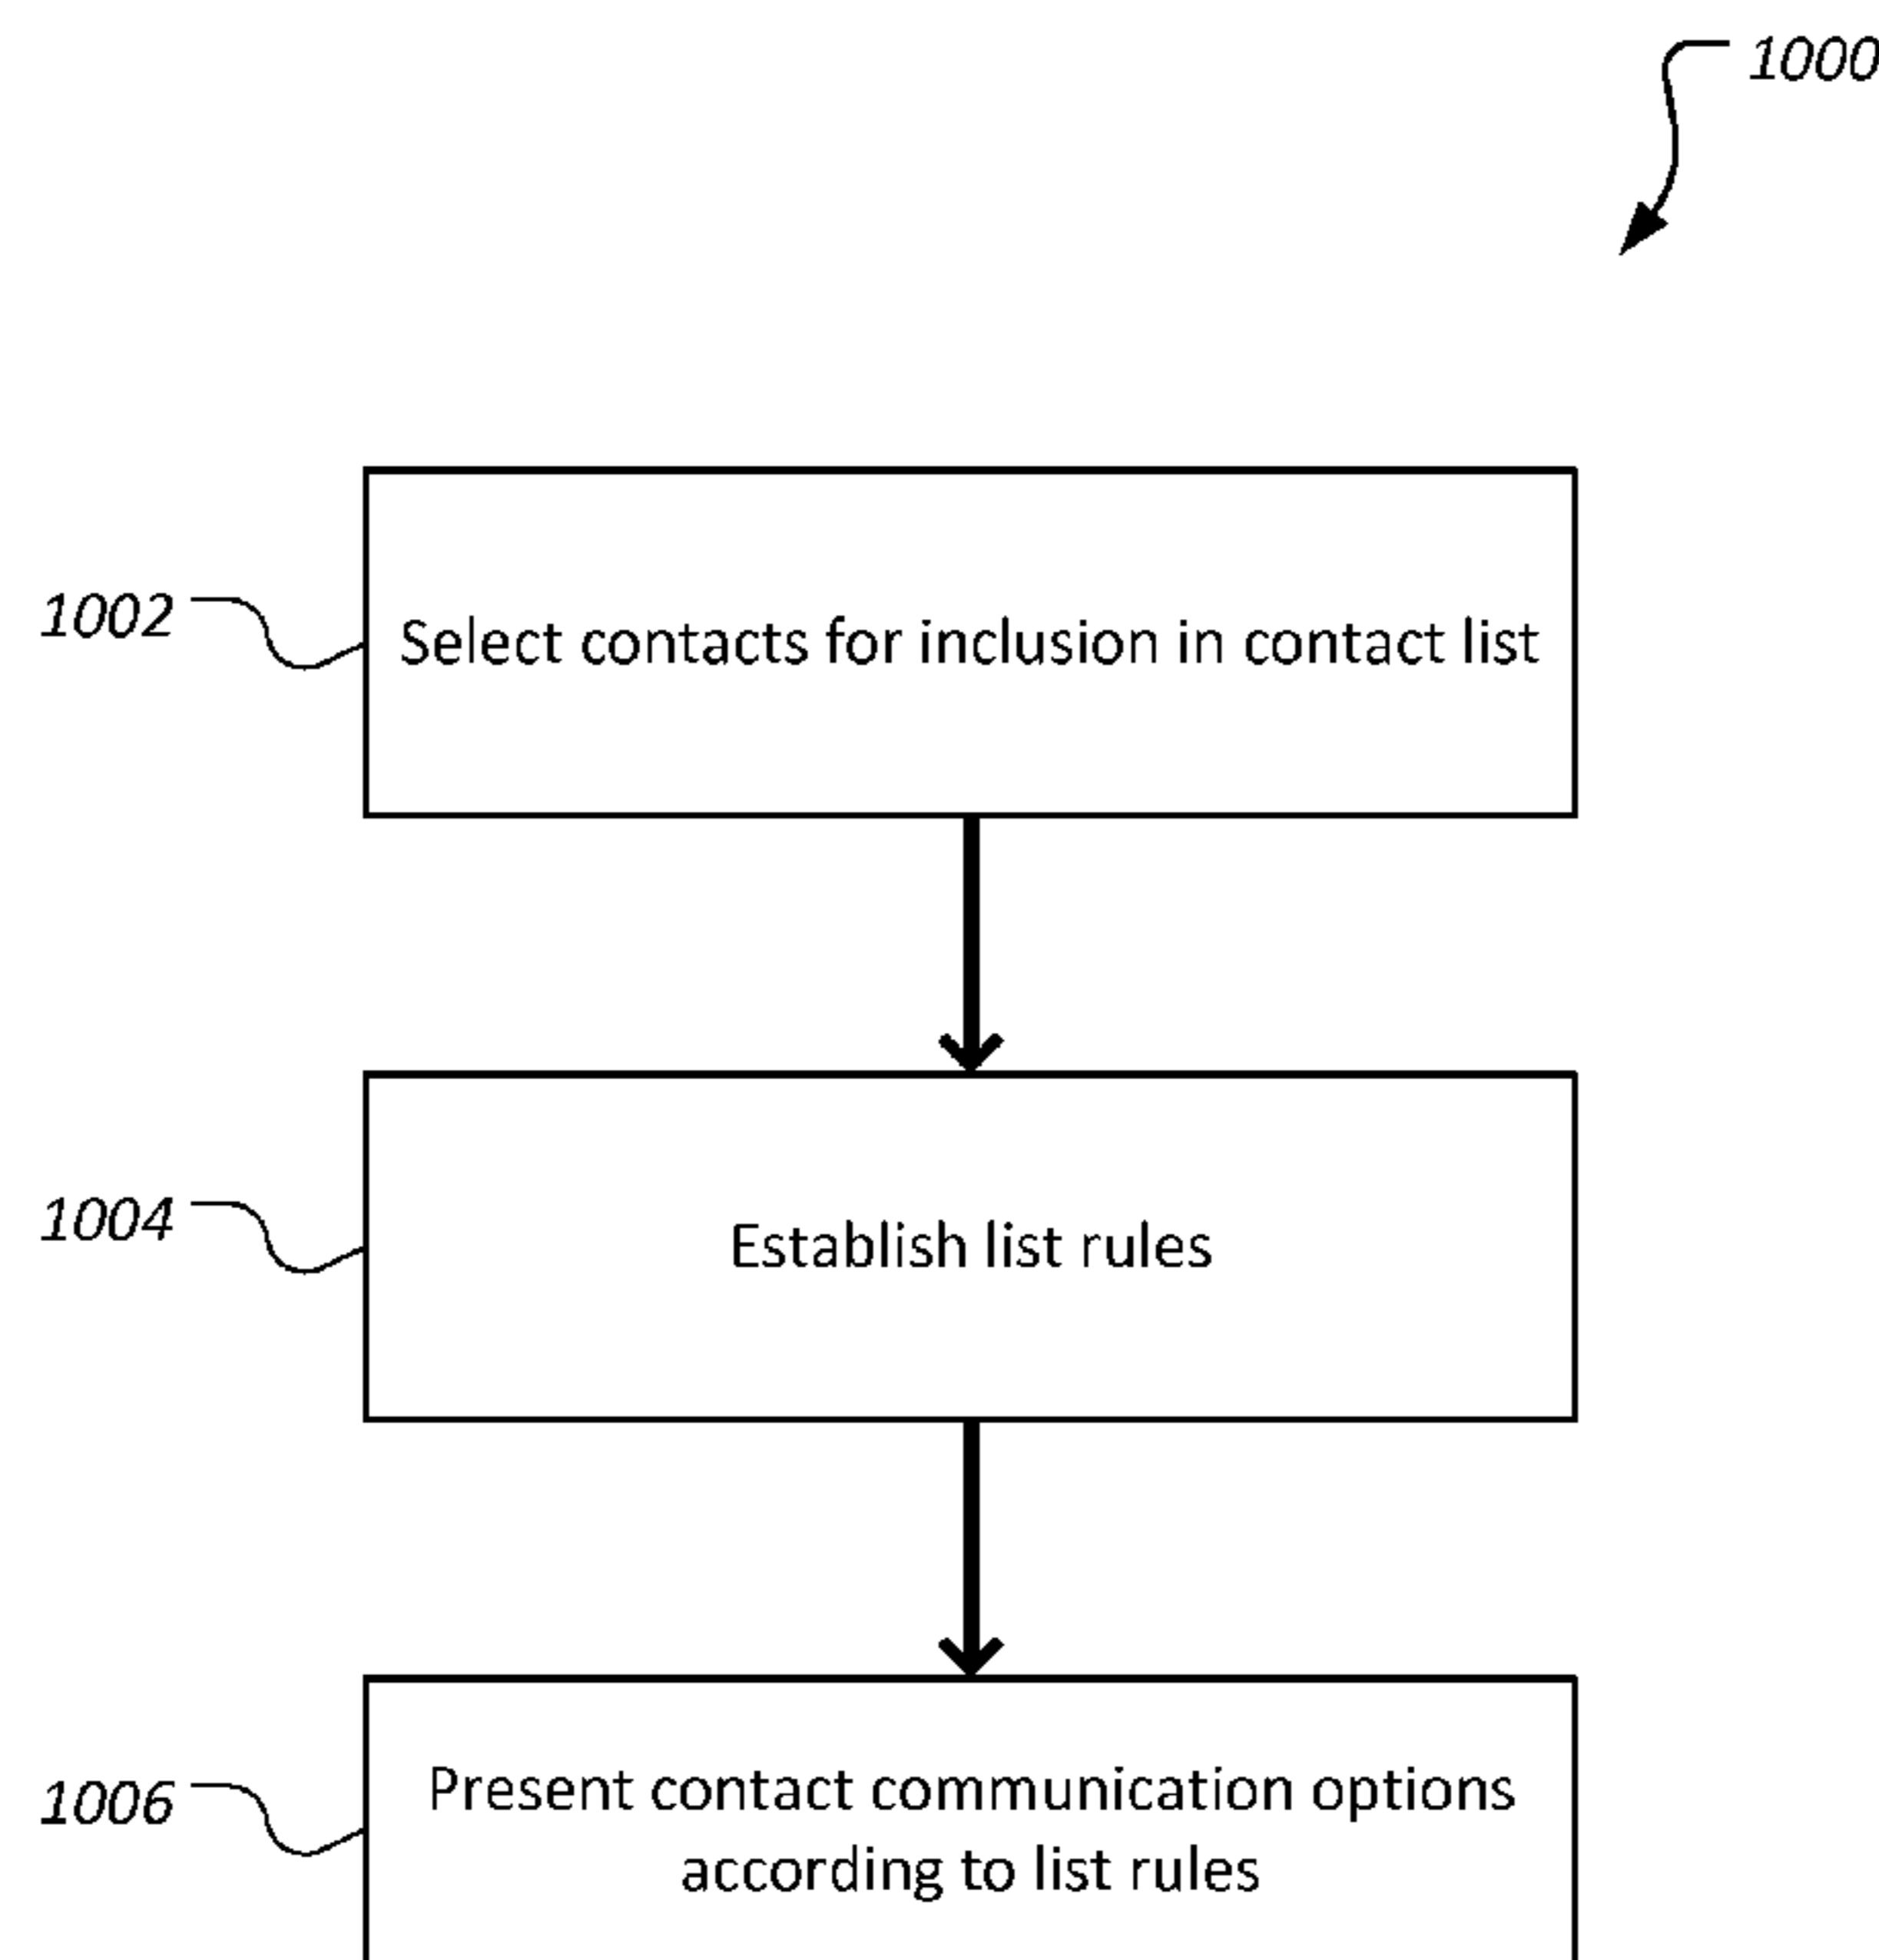 1000
1002
Select contacts for inclusion in contact list
1004
Establish list rules
1006
Present contact communication options
according to list rules